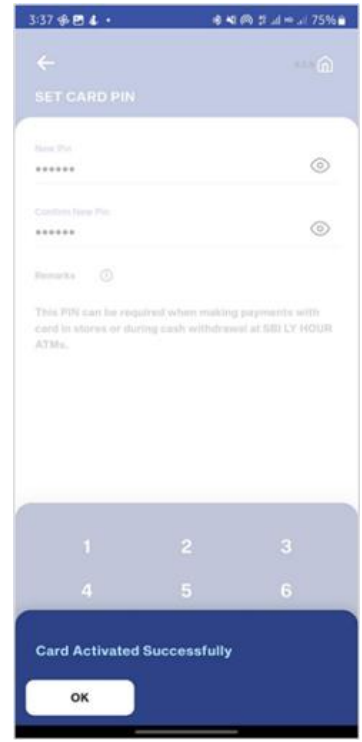 3:37
75%
SET CARD PIN
New Pin
******
Confirm New Pin
******
Remarks
This PIN can be required when making payments with
card in stores or during cash withdrawal at SBI LY HOUR
ATMs.
1 2 3
4 5 6
Card Activated Successfully
OK